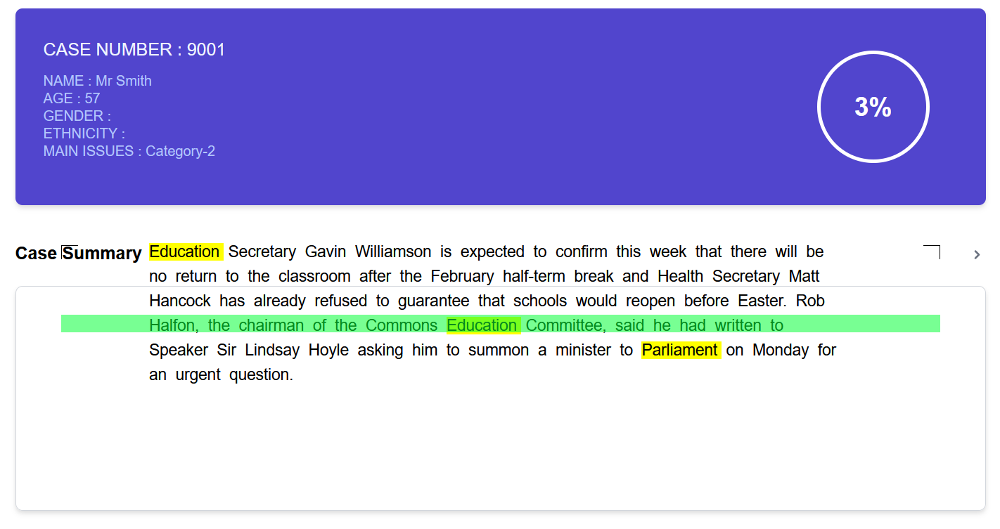 CASE NUMBER : 9001
NAME : Mr Smith
AGE : 57
GENDER :
ETHNICITY :
MAIN ISSUES : Category-2
3%
Case Summary
Education Secretary Gavin Williamson is expected to confirm this week that there will be
no return to the classroom after the February half-term break and Health Secretary Matt
Hancock has already refused to guarantee that schools would reopen before Easter. Rob
Halfon, the chairman of the Commons Education Committee, said he had written to
Speaker Sir Lindsay Hoyle asking him to summon a minister to Parliament on Monday for
an urgent question.